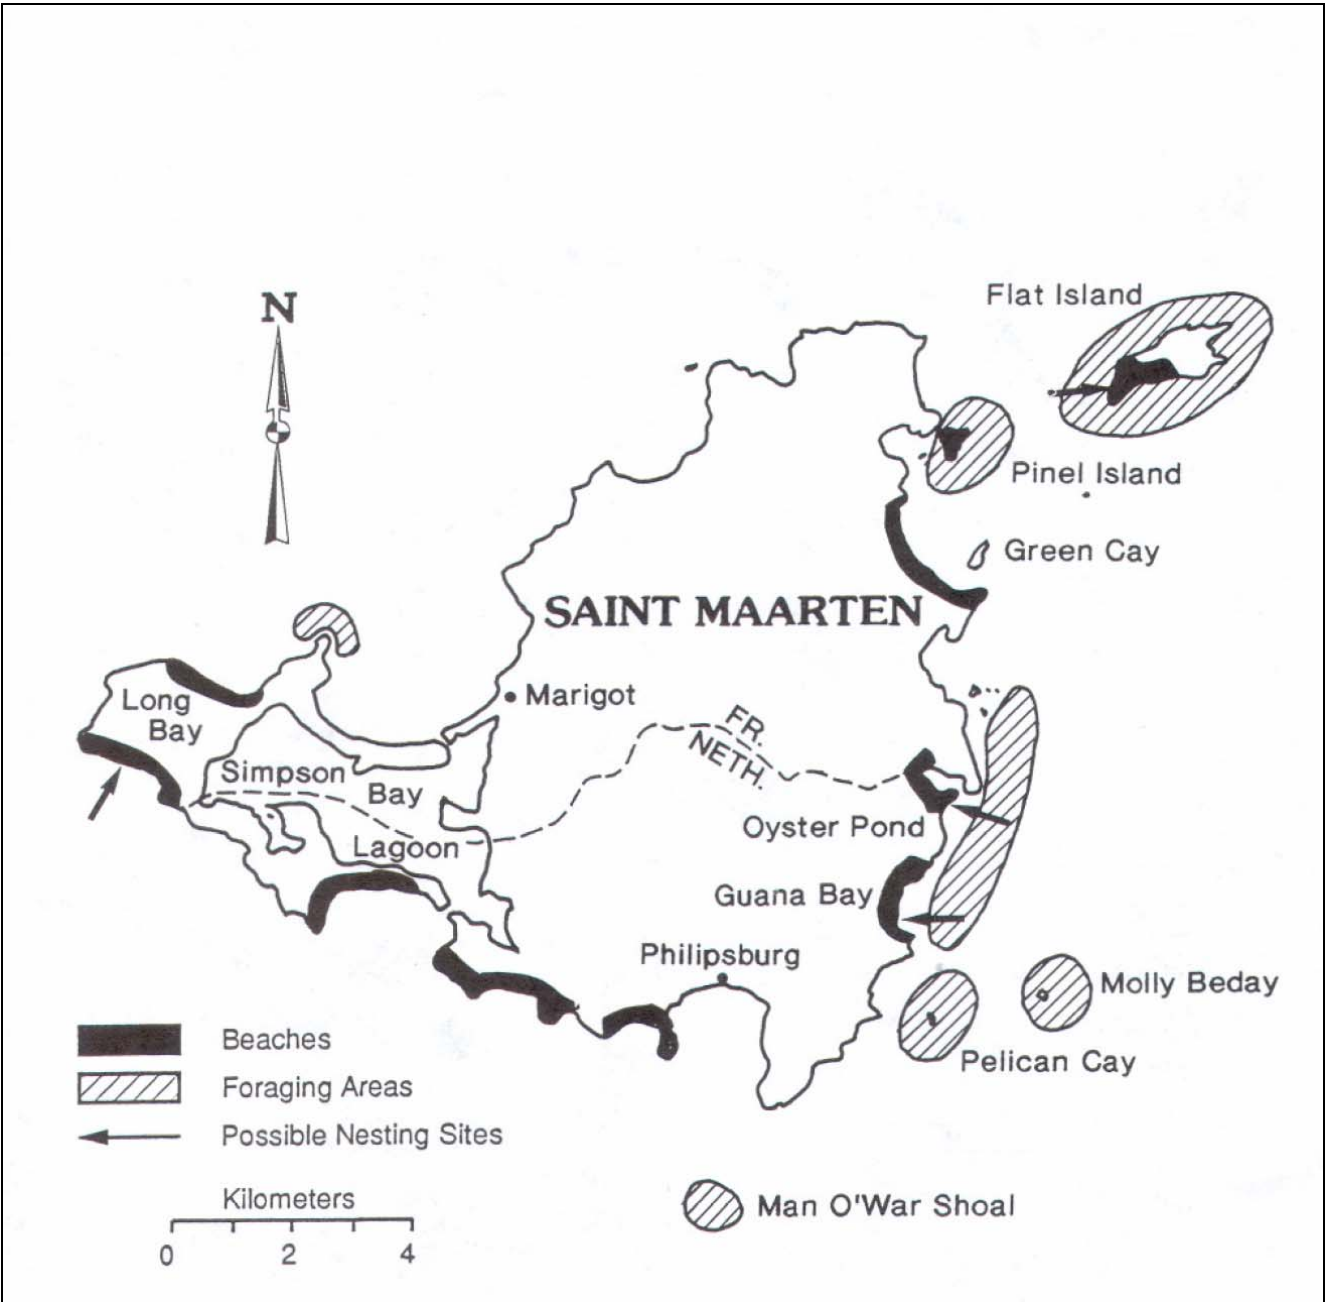 N
Flat Island
Pinel Island
Green Cay
SAINT MAARTEN
Long
Bay
Marigot
FR.
NETH.
Simpson
Bay
Lagoon
Oyster Pond
Guana Bay
Philipsburg
Molly Beday
Pelican Cay
Beaches
Foraging Areas
Possible Nesting Sites
Kilometers
0 2 4
Man O'War Shoal